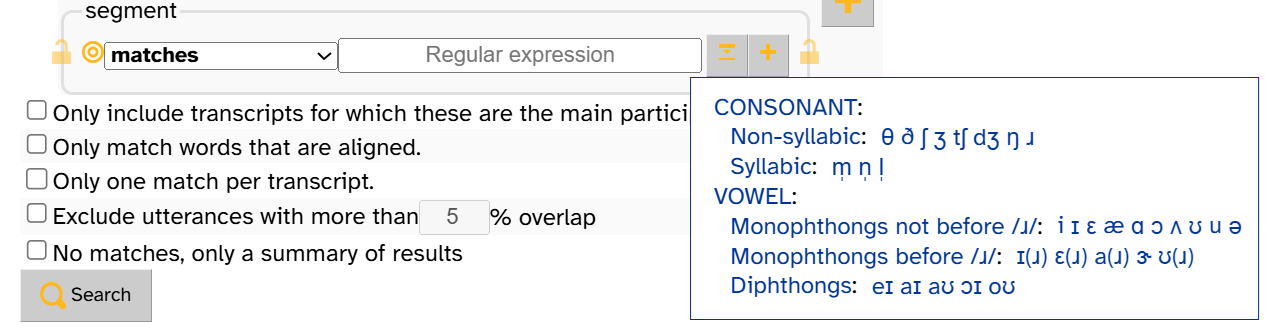 segment
matches
Regular expression
Only include transcripts for which these are the main partici
Only match words that are aligned.
Only one match per transcript.
Exclude utterances with more than 5 % overlap
No matches, only a summary of results
Search
CONSONANT:
Non-syllabic: θ ð ʃ ʒ tʃ dʒ ŋ ɹ
Syllabic: m̩ n̩ l̩
VOWEL:
Monophthongs not before /ɹ/: i ɪ ɛ æ ɑ ɔ ʌ ʊ u ə
Monophthongs before /ɹ/: ɪ(ɹ) ɛ(ɹ) a(ɹ) ɝ ʊ(ɹ)
Diphthongs: eɪ aɪ aʊ ɔɪ oʊ